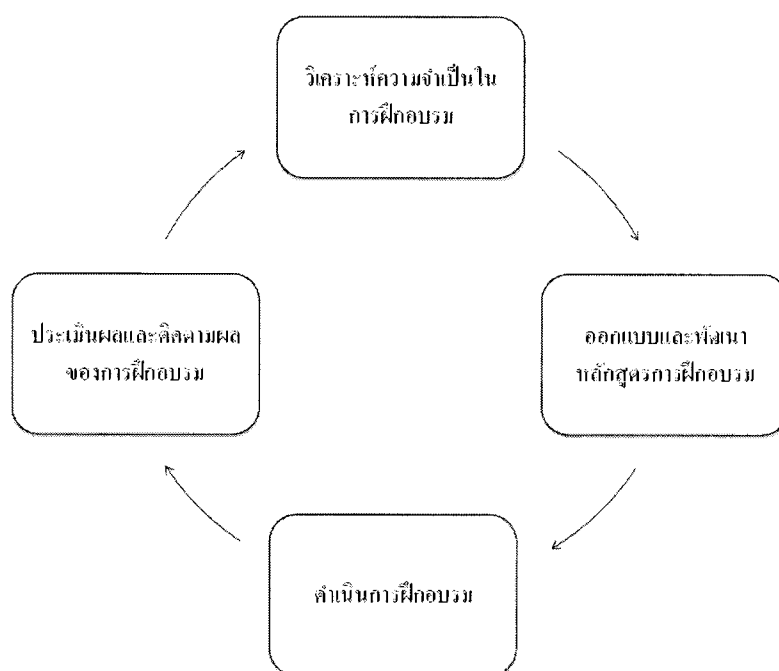 วิเคราะห์ความจำเป็นใน
การฝึกอบรม
ออกแบบและพัฒนา
หลักสูตรการฝึกอบรม
ดำเนินการฝึกอบรม
ประเมินผลและติดตามผล
ของการฝึกอบรม